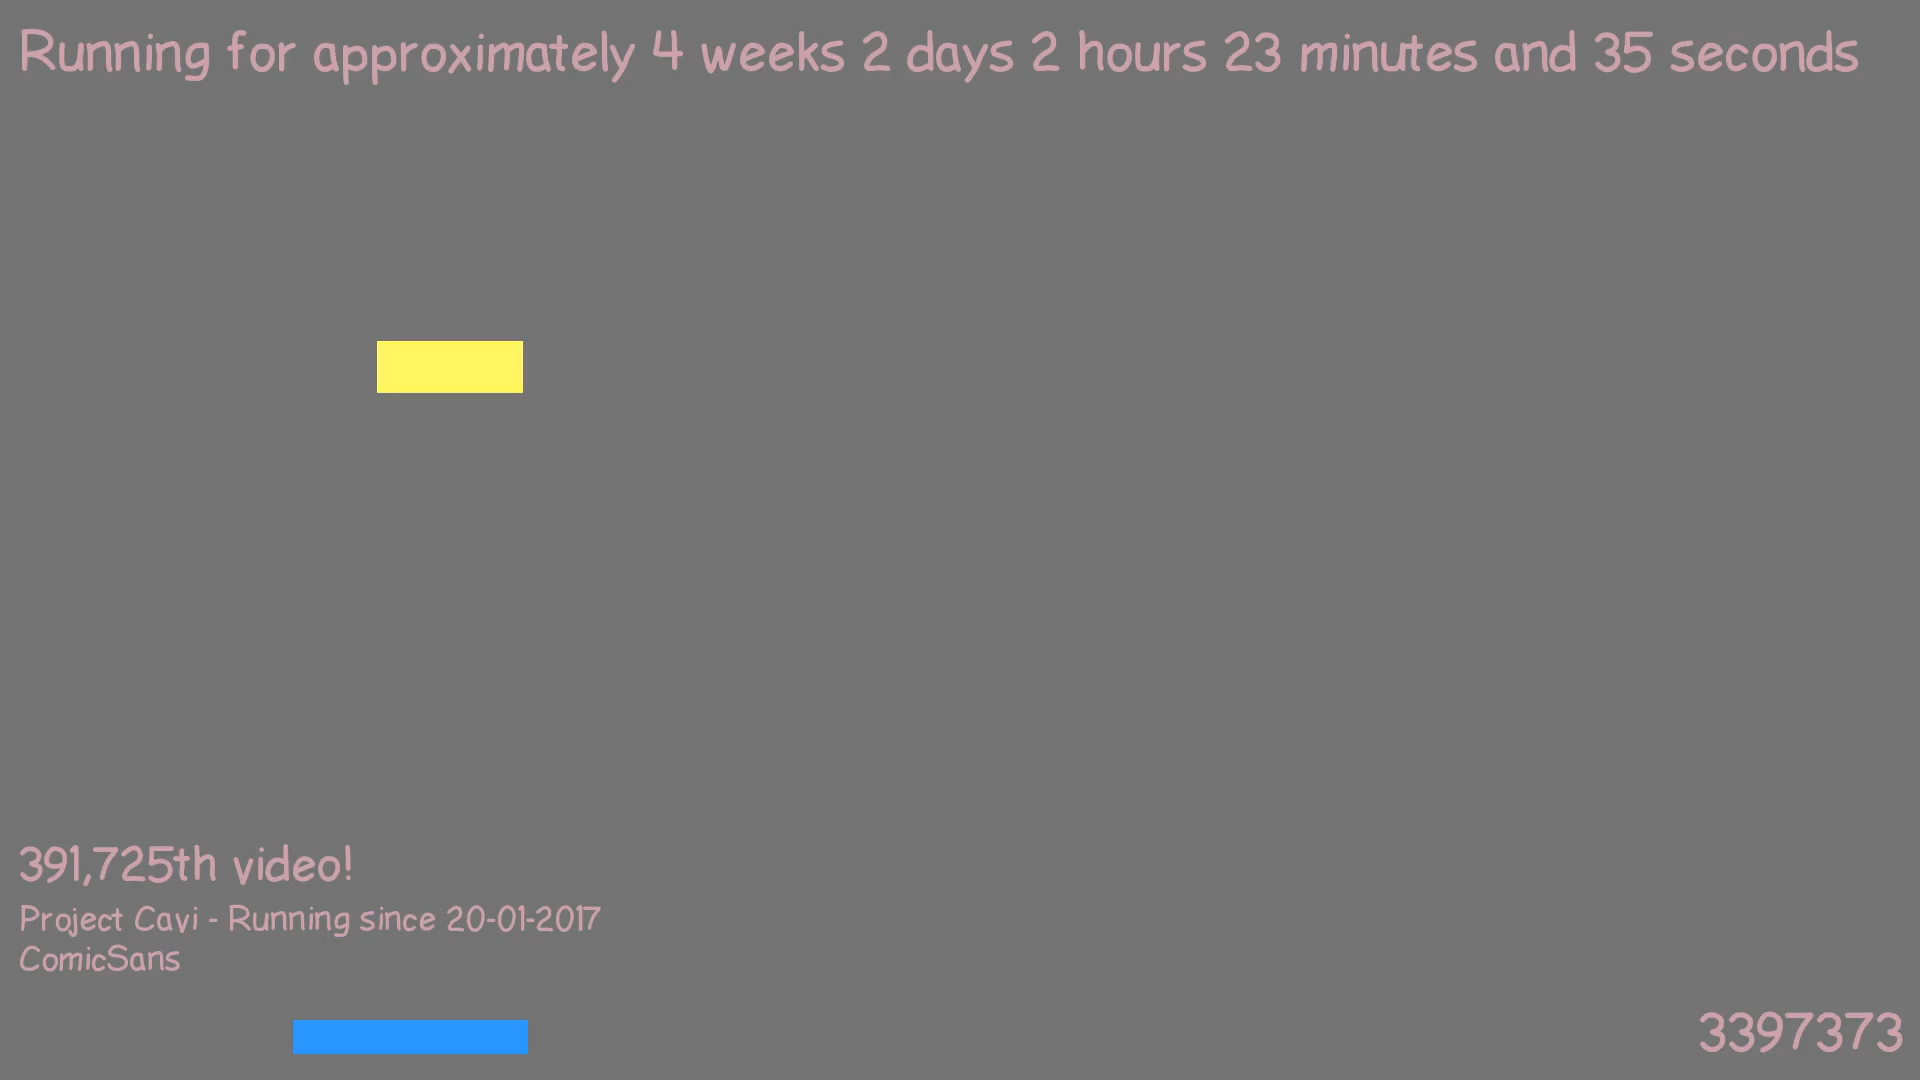 Running for approximately 4 weeks 2 days 2 hours 23 minutes and 35 seconds
391,725th video!
Project Cavi - Running since 20-01-2017
ComicSans
3397373